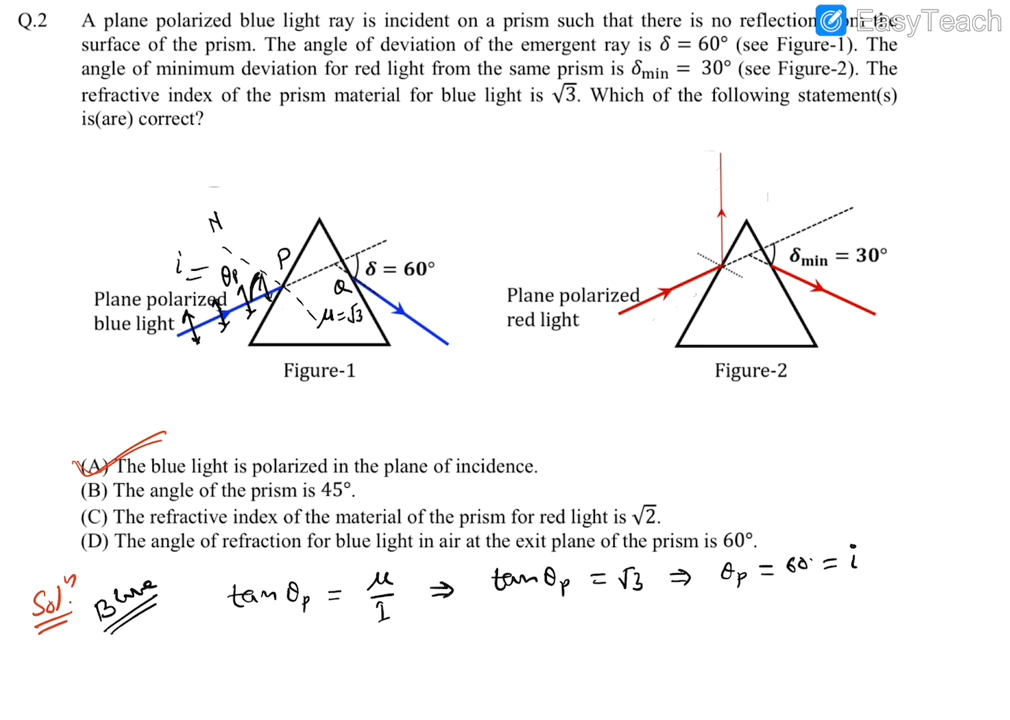 Q.2 A plane polarized blue light ray is incident on a prism such that there is no reflection
EasyTeach
surface of the prism. The angle of deviation of the emergent ray is δ = 60° (see Figure-1). The
angle of minimum deviation for red light from the same prism is δmin = 30° (see Figure-2). The
refractive index of the prism material for blue light is √3. Which of the following statement(s)
is(are) correct?
N
i = θp
P
Q
δ = 60°
μ=√3
Plane polarized
blue light
Figure-1
δmin = 30°
Plane polarized
red light
Figure-2
(A) The blue light is polarized in the plane of incidence.
(B) The angle of the prism is 45°.
(C) The refractive index of the material of the prism for red light is √2.
(D) The angle of refraction for blue light in air at the exit plane of the prism is 60°.
Solⁿ: Blue tan θp = μ/1 ⇒ tan θp = √3 ⇒ θp = 60° = i